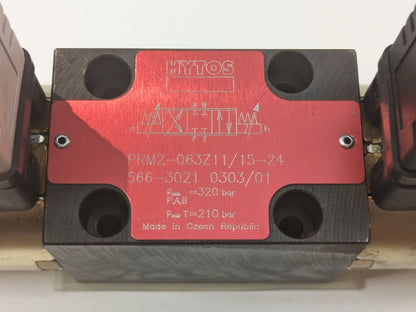 HYTOS
a b
PRM2-063Z11/15-24
566-3021 0303/01
Pmax =320 bar
P,A,B
Pmax T=210 bar
Made in Czech Republic